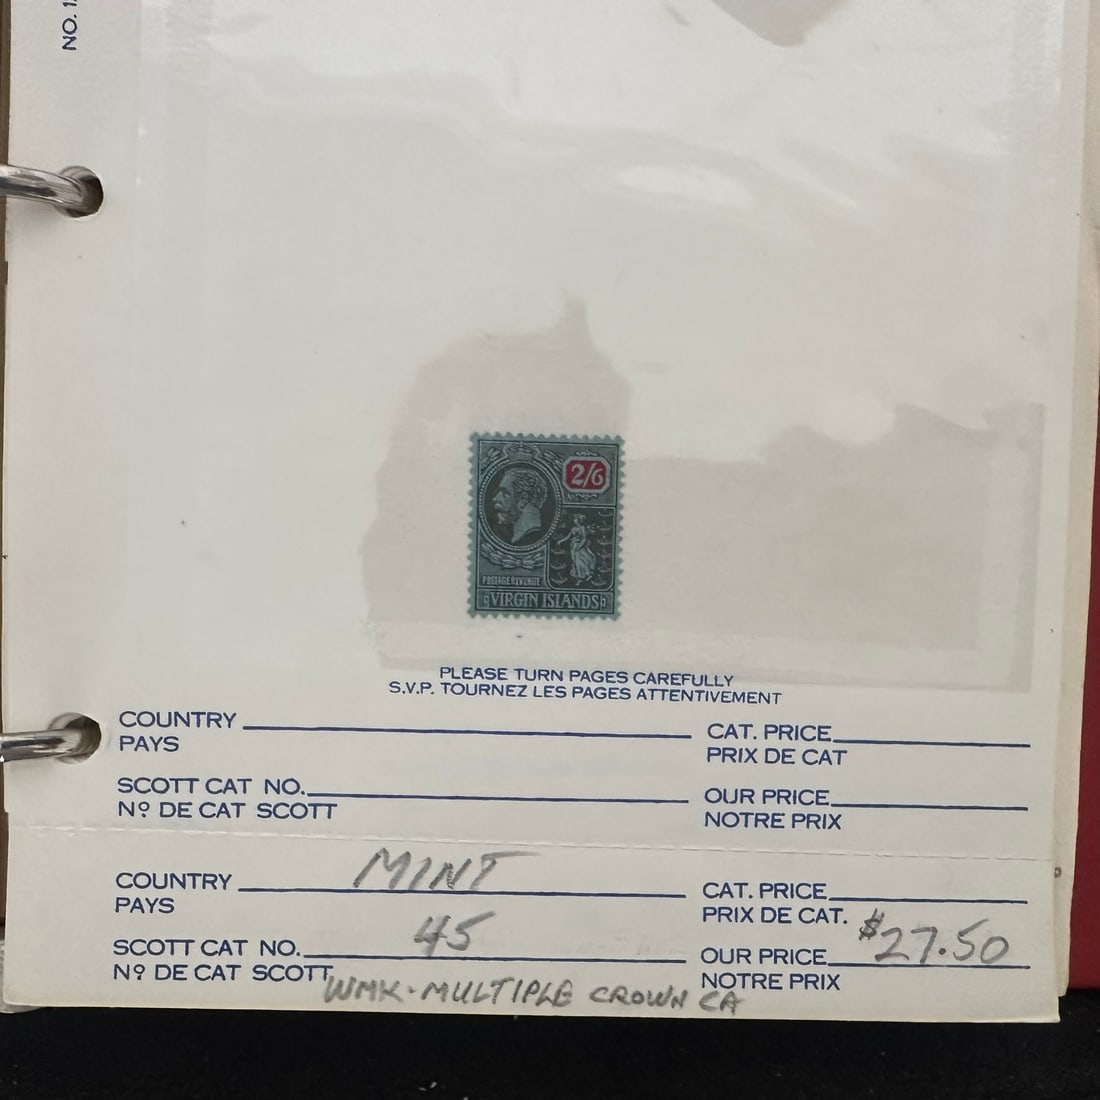 NO. 1
2/6
POSTAGE REVENUE
VIRGIN ISLANDS
PLEASE TURN PAGES CAREFULLY
S.V.P. TOURNEZ LES PAGES ATTENTIVEMENT
COUNTRY
PAYS
CAT. PRICE
PRIX DE CAT
SCOTT CAT NO.
Nº DE CAT SCOTT
OUR PRICE
NOTRE PRIX
COUNTRY MINT
PAYS
CAT. PRICE
PRIX DE CAT.
SCOTT CAT NO. 45
Nº DE CAT SCOTT
OUR PRICE $27.50
NOTRE PRIX
WMK-MULTIPLE CROWN CA